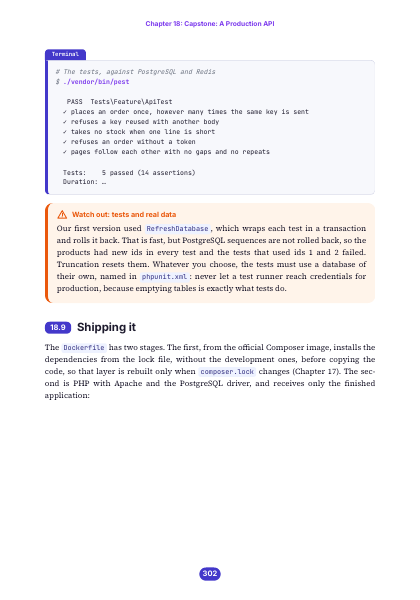 Chapter 18: Capstone: A Production API
Terminal
# The tests, against PostgreSQL and Redis
$ ./vendor/bin/pest
PASS  Tests\Feature\ApiTest
✓ places an order once, however many times the same key is sent
✓ refuses a key reused with another body
✓ takes no stock when one line is short
✓ refuses an order without a token
✓ pages follow each other with no gaps and no repeats
Tests:    5 passed (14 assertions)
Duration: …
Watch out: tests and real data
Our first version used RefreshDatabase, which wraps each test in a transaction
and rolls it back. That is fast, but PostgreSQL sequences are not rolled back, so the
products had new ids in every test and the tests that used ids 1 and 2 failed.
Truncation resets them. Whatever you choose, the tests must use a database of
their own, named in phpunit.xml: never let a test runner reach credentials for
production, because emptying tables is exactly what tests do.
18.9 Shipping it
The Dockerfile has two stages. The first, from the official Composer image, installs the
dependencies from the lock file, without the development ones, before copying the
code, so that layer is rebuilt only when composer.lock changes (Chapter 17). The sec-
ond is PHP with Apache and the PostgreSQL driver, and receives only the finished
application:
302